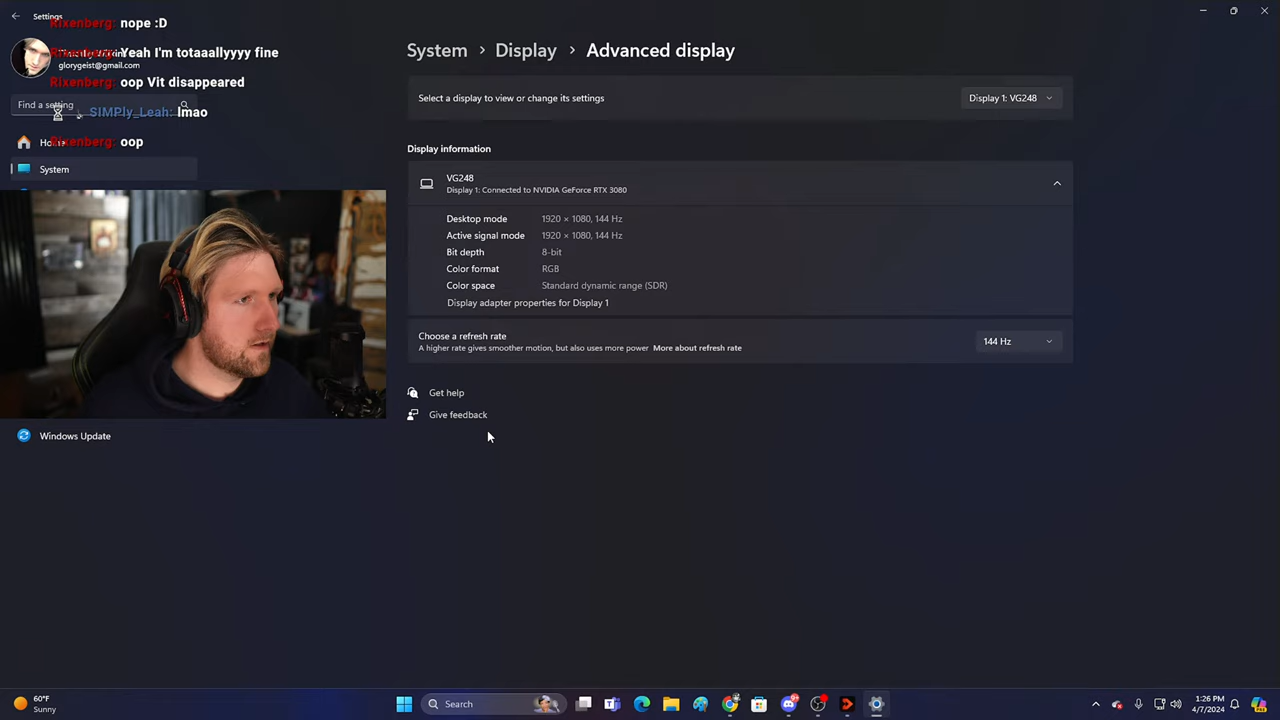 Settings
Rixenberg: nope :D
Rixenberg: Yeah I'm totaaallyyyy fine
glorygeist@gmail.com
Rixenberg: oop Vit disappeared
Find a setting
SIMPly_Leah: lmao
Rixenberg: oop
System
Windows Update
System > Display > Advanced display
Select a display to view or change its settings
Display 1: VG248
Display information
VG248
Display 1: Connected to NVIDIA GeForce RTX 3080
Desktop mode 1920 × 1080, 144 Hz
Active signal mode 1920 × 1080, 144 Hz
Bit depth 8-bit
Color format RGB
Color space Standard dynamic range (SDR)
Display adapter properties for Display 1
Choose a refresh rate
A higher rate gives smoother motion, but also uses more power More about refresh rate
144 Hz
Get help
Give feedback
60°F
Sunny
Search
1:26 PM
4/7/2024